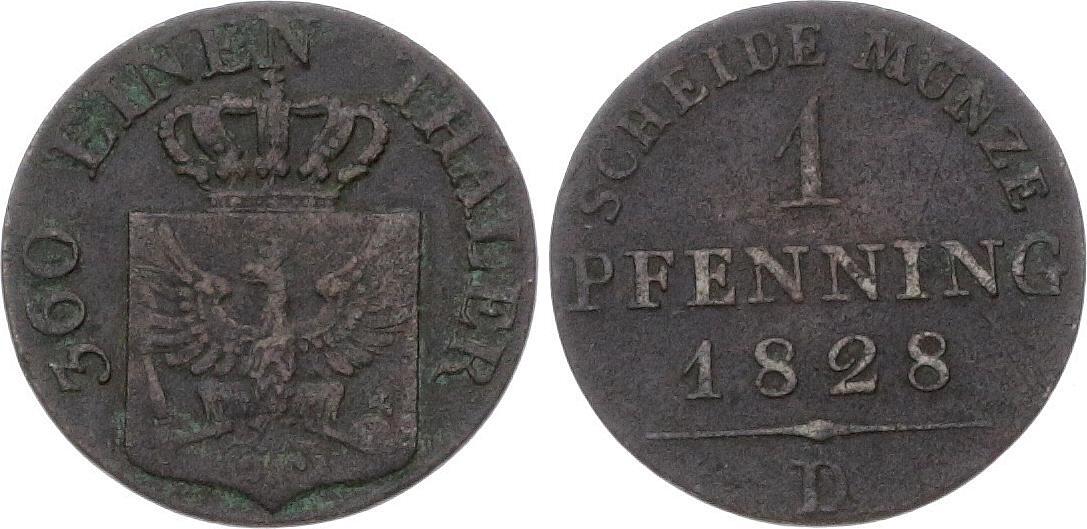 360 EINEN THALER
SCHEIDE MÜNZE
1
PFENNING
1828
D